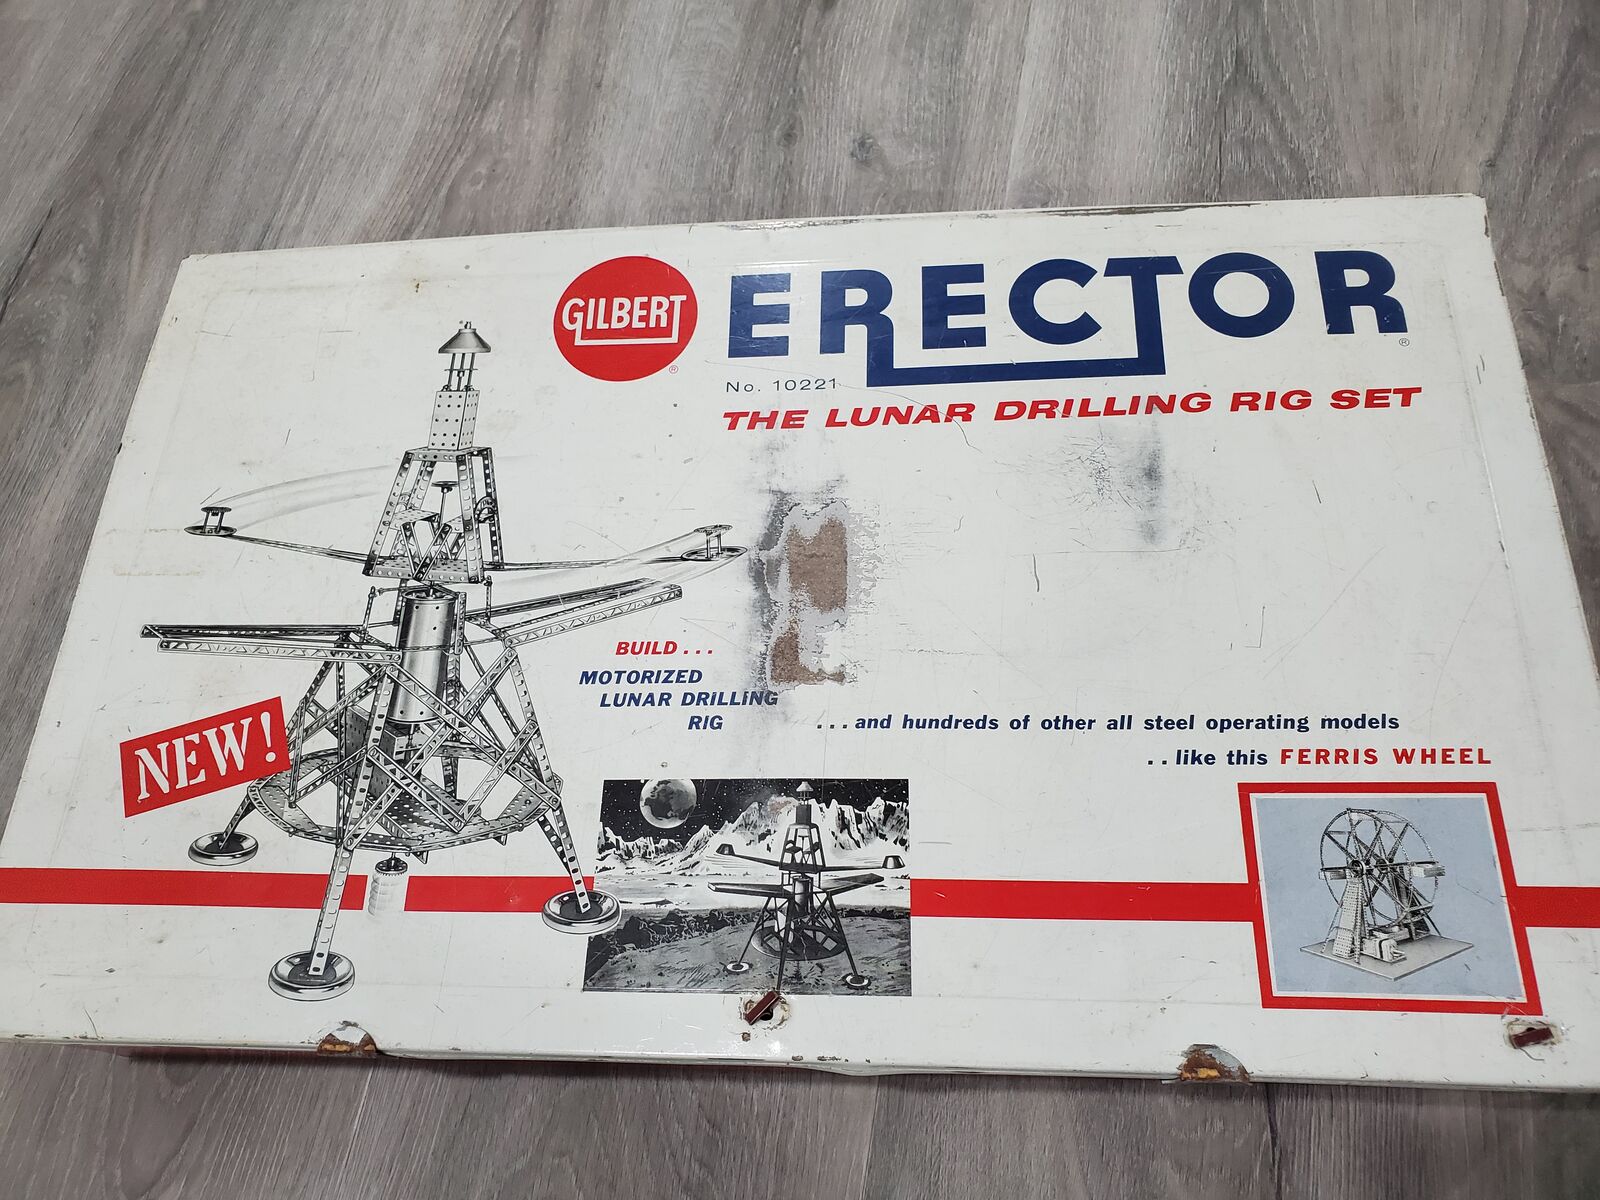 GILBERT
®
ERECTOR
®
No. 10221
THE LUNAR DRILLING RIG SET
BUILD...
MOTORIZED
LUNAR DRILLING
RIG
...and hundreds of other all steel operating models
..like this FERRIS WHEEL
NEW!